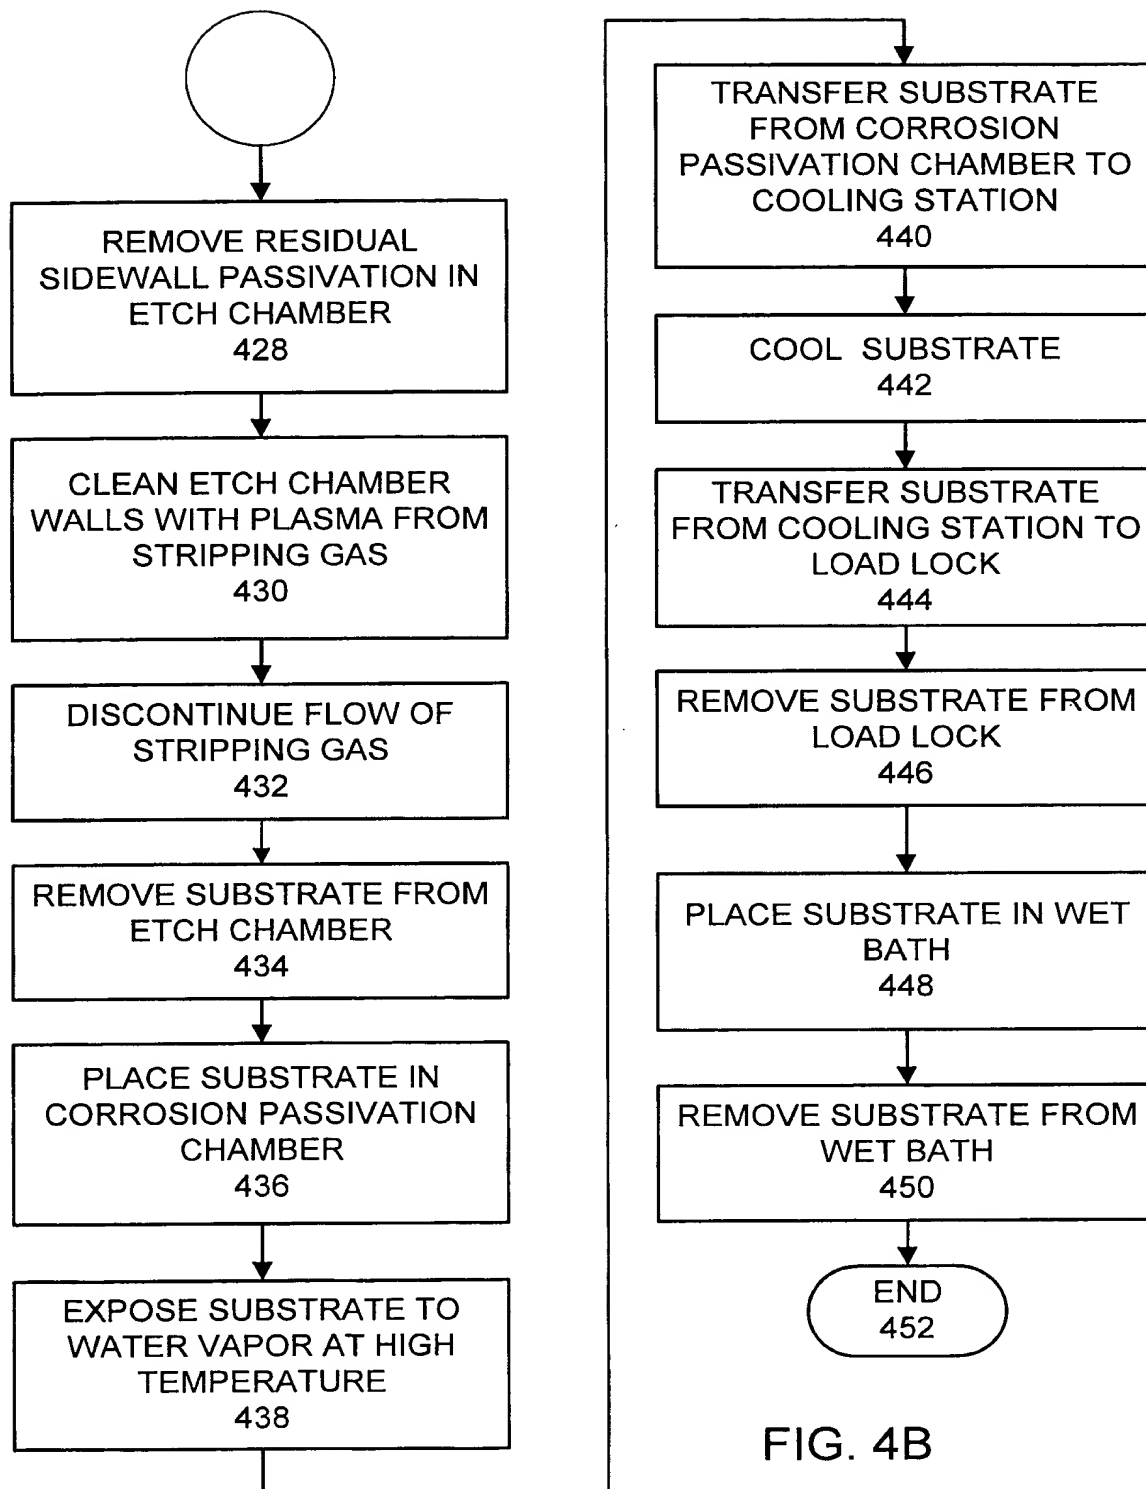 REMOVE RESIDUAL
SIDEWALL PASSIVATION IN
ETCH CHAMBER
428
CLEAN ETCH CHAMBER
WALLS WITH PLASMA FROM
STRIPPING GAS
430
DISCONTINUE FLOW OF
STRIPPING GAS
432
REMOVE SUBSTRATE FROM
ETCH CHAMBER
434
PLACE SUBSTRATE IN
CORROSION PASSIVATION
CHAMBER
436
EXPOSE SUBSTRATE TO
WATER VAPOR AT HIGH
TEMPERATURE
438
TRANSFER SUBSTRATE
FROM CORROSION
PASSIVATION CHAMBER TO
COOLING STATION
440
COOL SUBSTRATE
442
TRANSFER SUBSTRATE
FROM COOLING STATION TO
LOAD LOCK
444
REMOVE SUBSTRATE FROM
LOAD LOCK
446
PLACE SUBSTRATE IN WET
BATH
448
REMOVE SUBSTRATE FROM
WET BATH
450
END
452
FIG. 4B